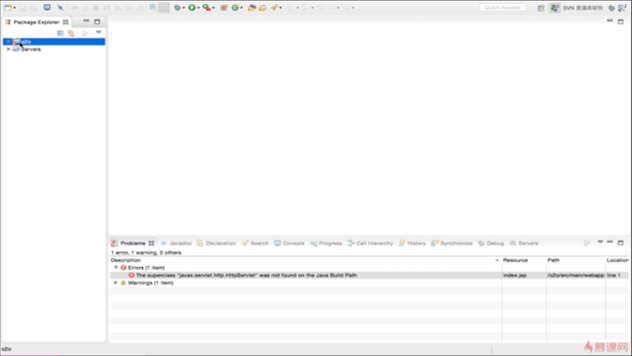 Quick Access
SVN 资源库研究
Package Explorer
o2o
Servers
Problems Javadoc Declaration Search Console Progress Call Hierarchy History Synchronize Debug Servers
1 error, 1 warning, 0 others
Description Resource Path Location
Errors (1 item)
The superclass "javax.servlet.http.HttpServlet" was not found on the Java Build Path index.jsp /o2o/src/main/webapp line 1
Warnings (1 item)
o2o
慕课网